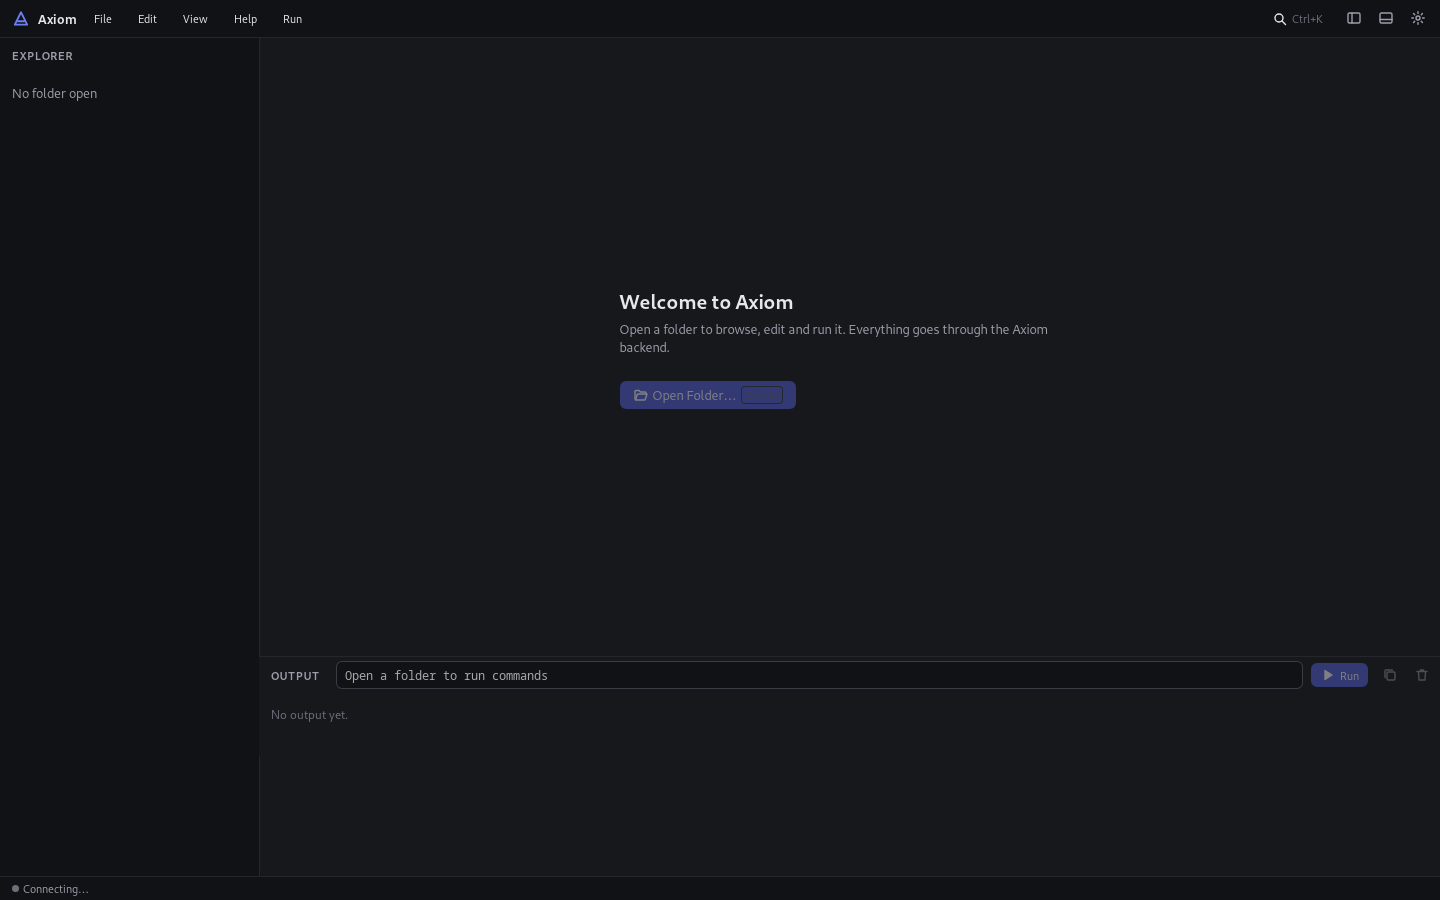 Axiom File Edit View Help Run Ctrl+K
EXPLORER
No folder open
Welcome to Axiom
Open a folder to browse, edit and run it. Everything goes through the Axiom
backend.
Open Folder...
OUTPUT Open a folder to run commands Run
No output yet.
Connecting...